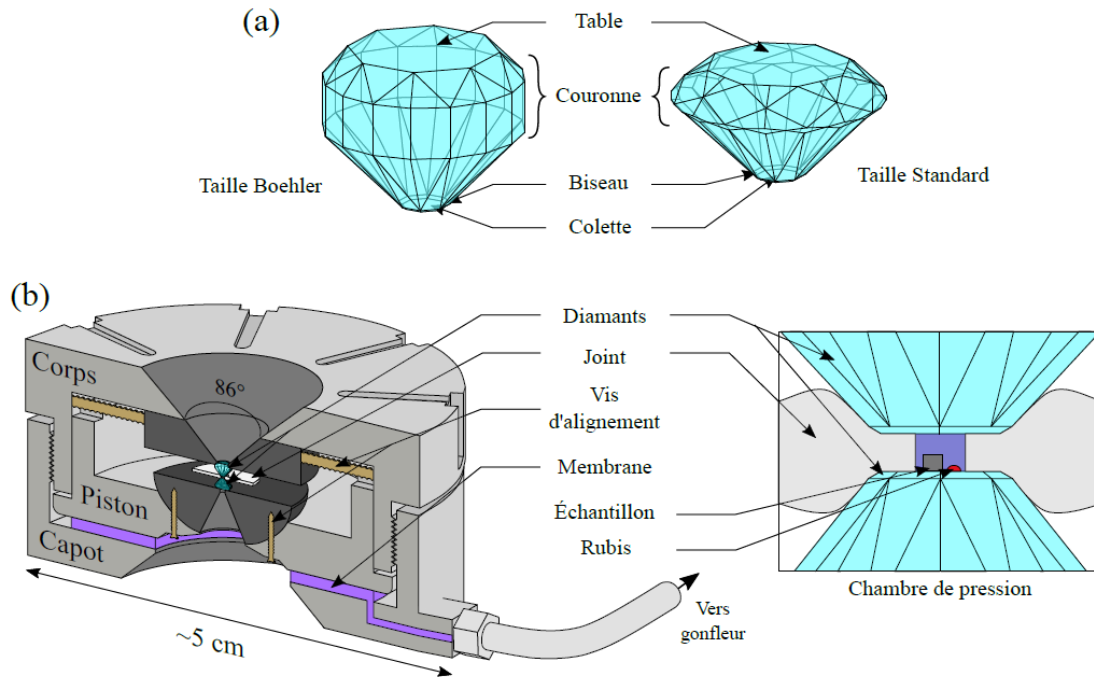 (a)
Table
Couronne
Taille Boehler
Biseau
Taille Standard
Colette
(b)
Corps
86°
Piston
Capot
~5 cm
Diamants
Joint
Vis
d'alignement
Membrane
Échantillon
Rubis
Vers
gonfleur
Chambre de pression